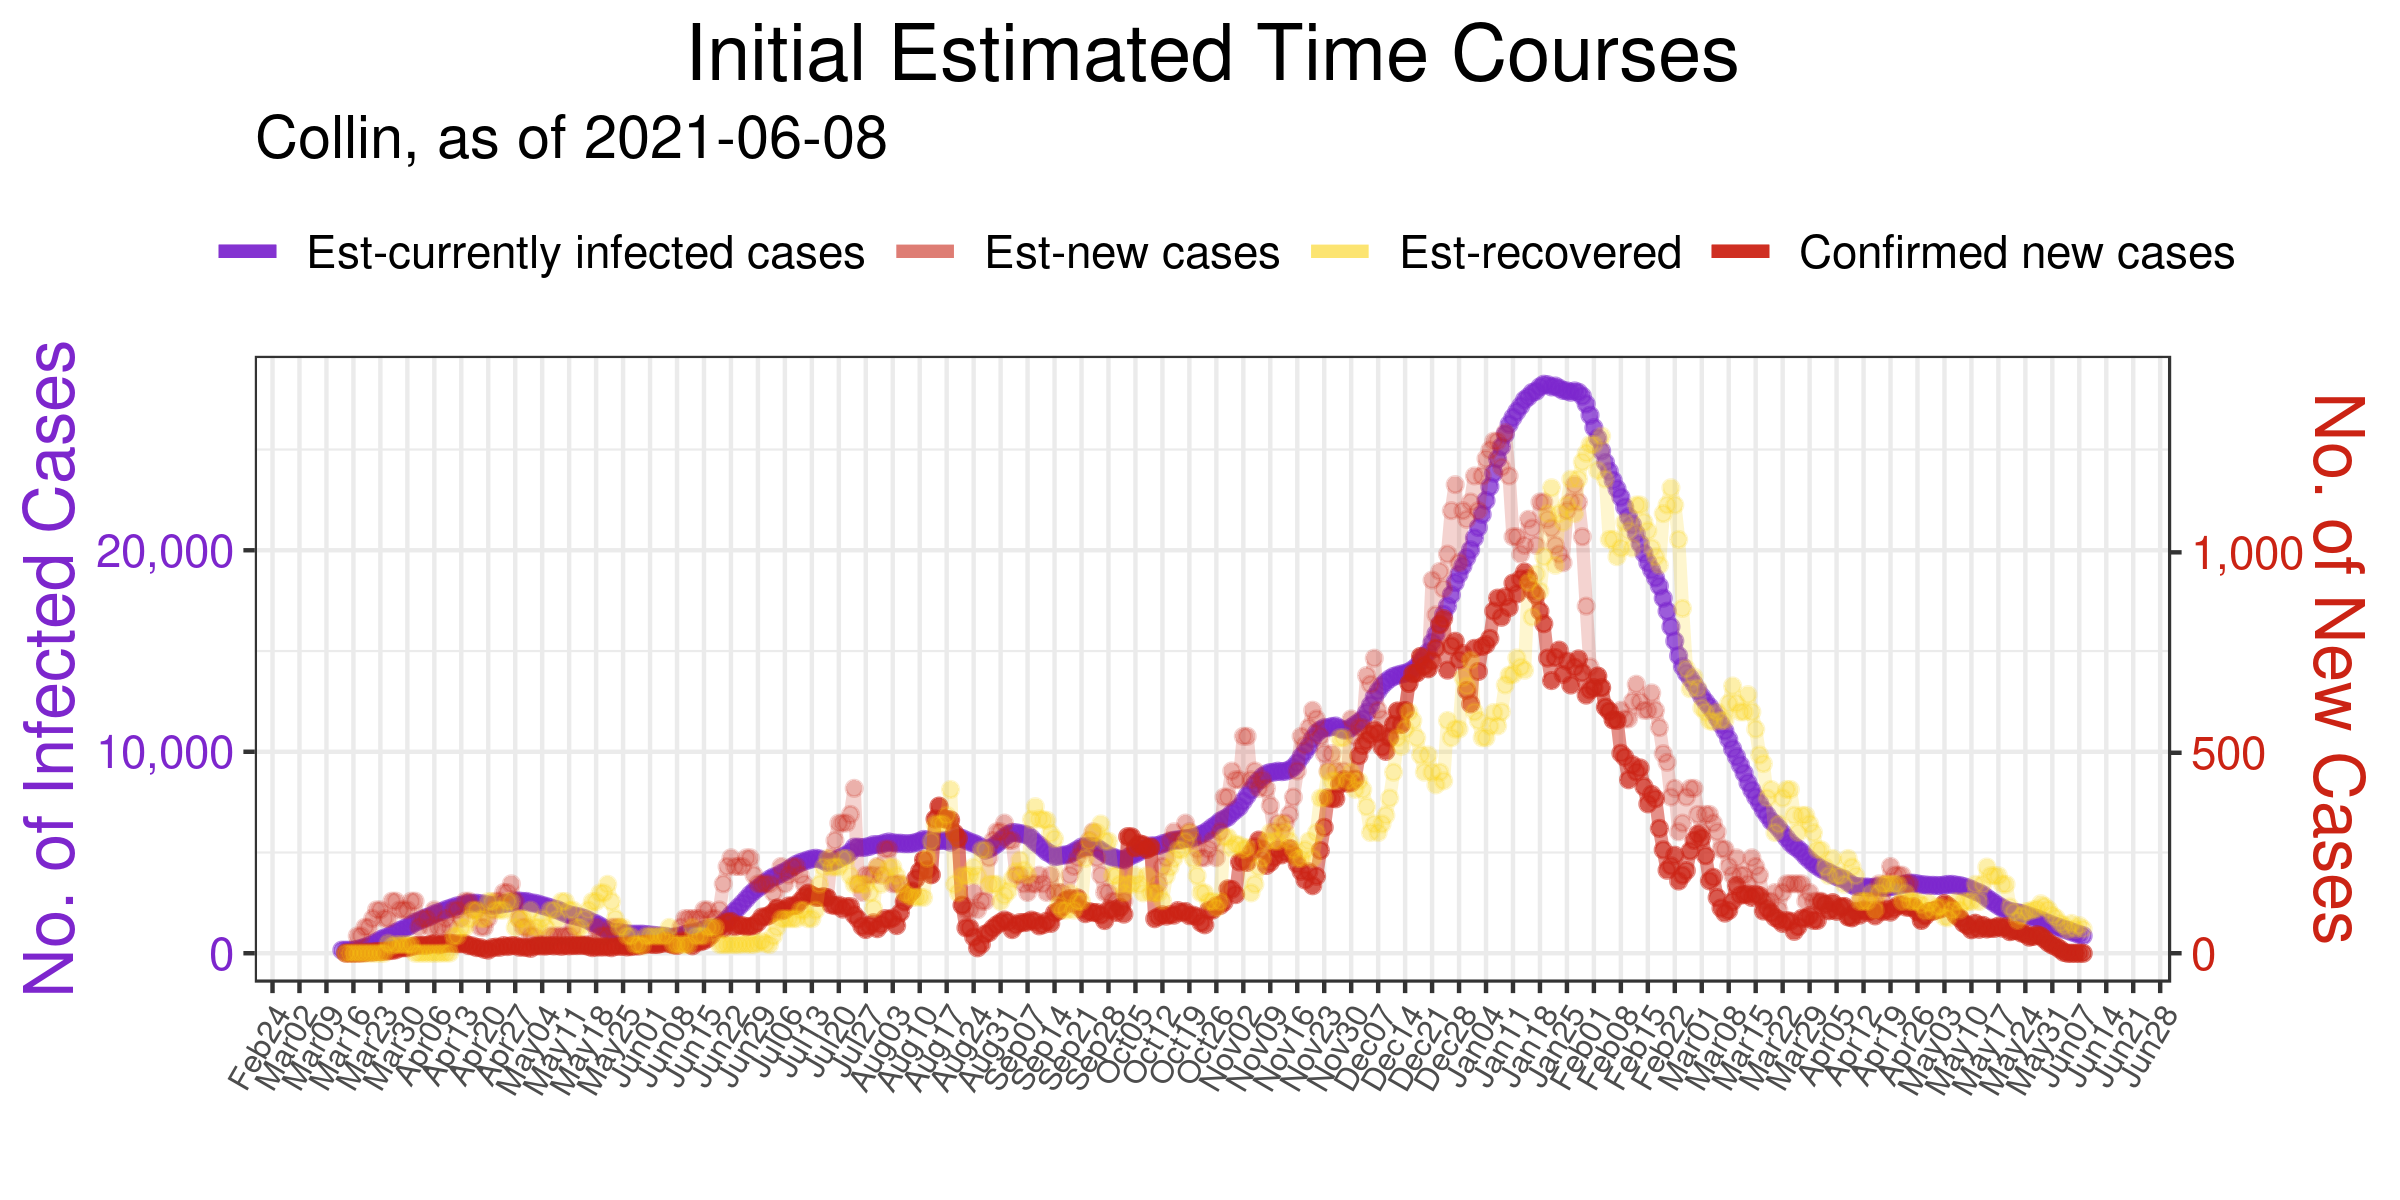 Initial Estimated Time Courses
Collin, as of 2021-06-08
Est-currently infected cases Est-new cases Est-recovered Confirmed new cases
No. of Infected Cases
20,000
10,000
0
1,000
500
0
No. of New Cases
Feb24 Mar02 Mar09 Mar16 Mar23 Mar30 Apr06 Apr13 Apr20 Apr27 May04 May11 May18 May25 Jun01 Jun08 Jun15 Jun22 Jun29 Jul06 Jul13 Jul20 Jul27 Aug03 Aug10 Aug17 Aug24 Aug31 Sep07 Sep14 Sep21 Sep28 Oct05 Oct12 Oct19 Oct26 Nov02 Nov09 Nov16 Nov23 Nov30 Dec07 Dec14 Dec21 Dec28 Jan04 Jan11 Jan18 Jan25 Feb01 Feb08 Feb15 Feb22 Mar01 Mar08 Mar15 Mar22 Mar29 Apr05 Apr12 Apr19 Apr26 May03 May10 May17 May24 May31 Jun07 Jun14 Jun21 Jun28